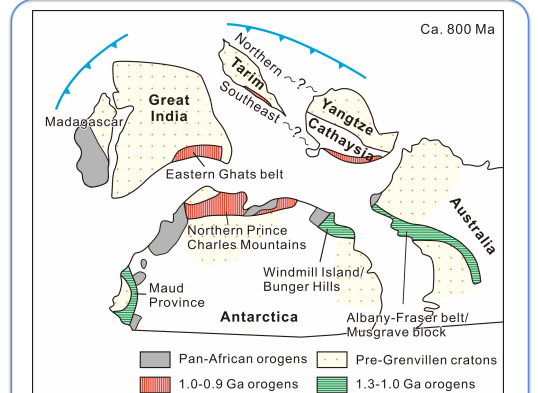 Ca. 800 Ma
Northern ~?~
Tarim
Southeast ~?~
Great
India
Madagascar
Yangtze
Cathaysia
Eastern Ghats belt
Northern Prince
Charles Mountains
Australia
Windmill Island/
Bunger Hills
Maud
Province
Antarctica
Albany-Fraser belt/
Musgrave block
Pan-African orogens
Pre-Grenvillen cratons
1.0-0.9 Ga orogens
1.3-1.0 Ga orogens